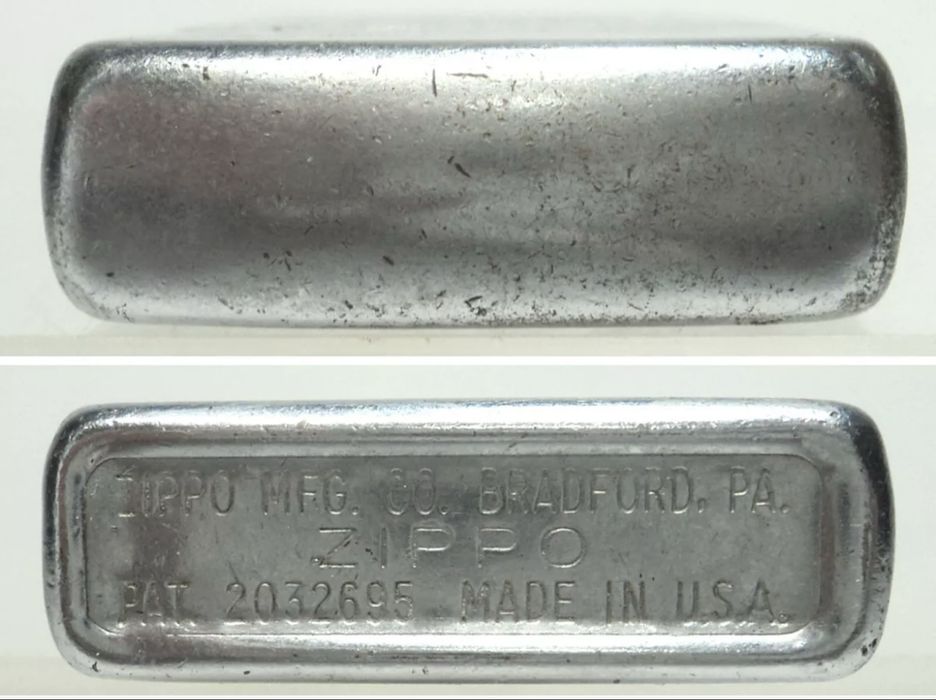 ZIPPO MFG. CO. BRADFORD, PA.
ZIPPO
PAT. 2032695 MADE IN U.S.A.